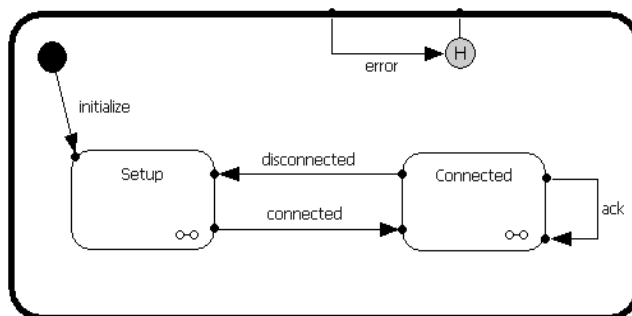 H
error
initialize
Setup
disconnected
Connected
connected
ack